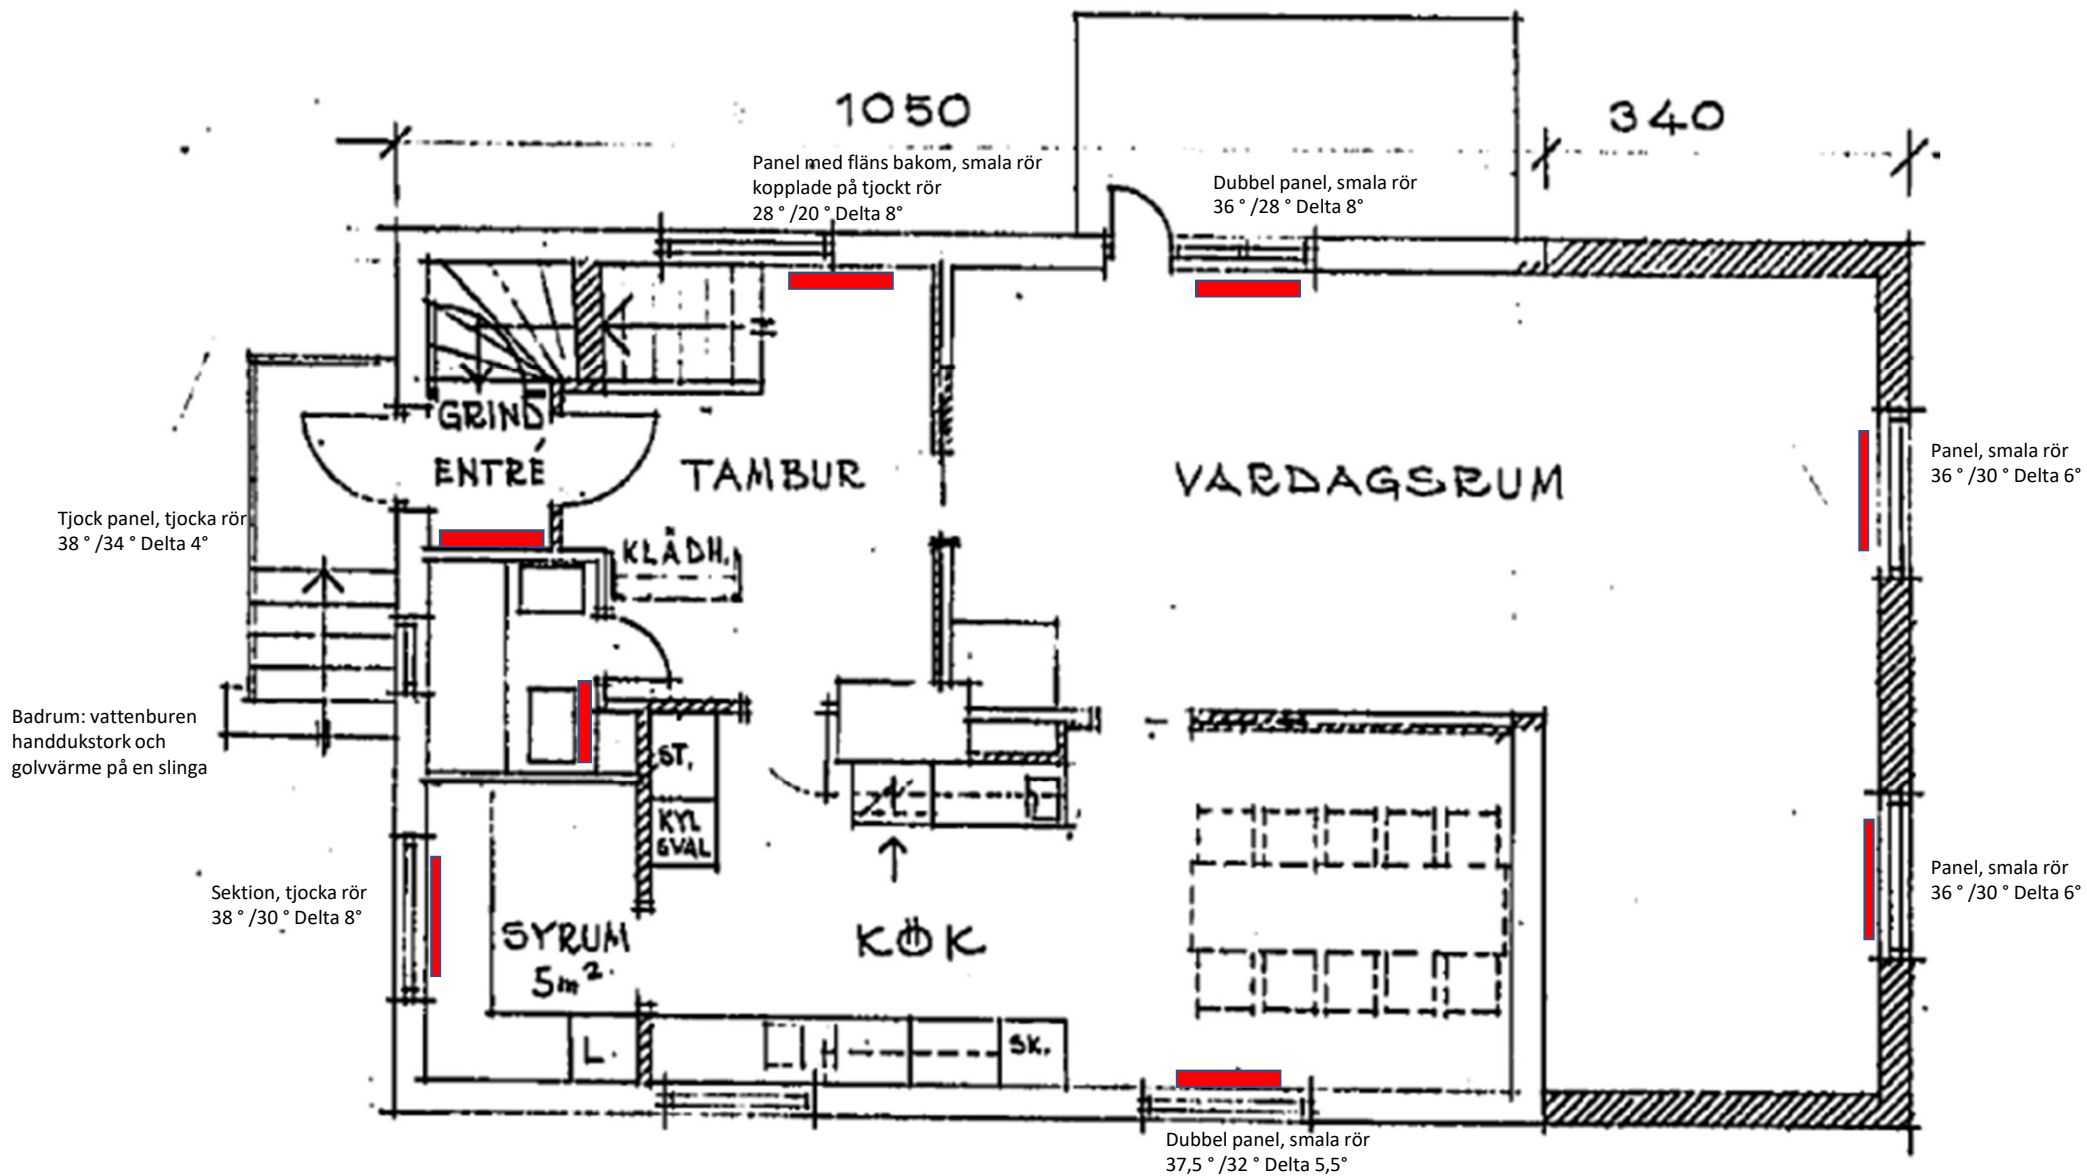 1050
340
Panel med fläns bakom, smala rör
kopplade på tjockt rör
28 ° /20 ° Delta 8°
Dubbel panel, smala rör
36 ° /28 ° Delta 8°
GRIND
ENTRÉ
TAMBUR
VARDAGSRUM
Panel, smala rör
36 ° /30 ° Delta 6°
Tjock panel, tjocka rör
38 ° /34 ° Delta 4°
KLÄDH.
Badrum: vattenburen
handdukstork och
golvvärme på en slinga
ST.
KYL
SVAL
Sektion, tjocka rör
38 ° /30 ° Delta 8°
SYRUM
5m².
KÖK
Panel, smala rör
36 ° /30 ° Delta 6°
L.
SK.
Dubbel panel, smala rör
37,5 ° /32 ° Delta 5,5°